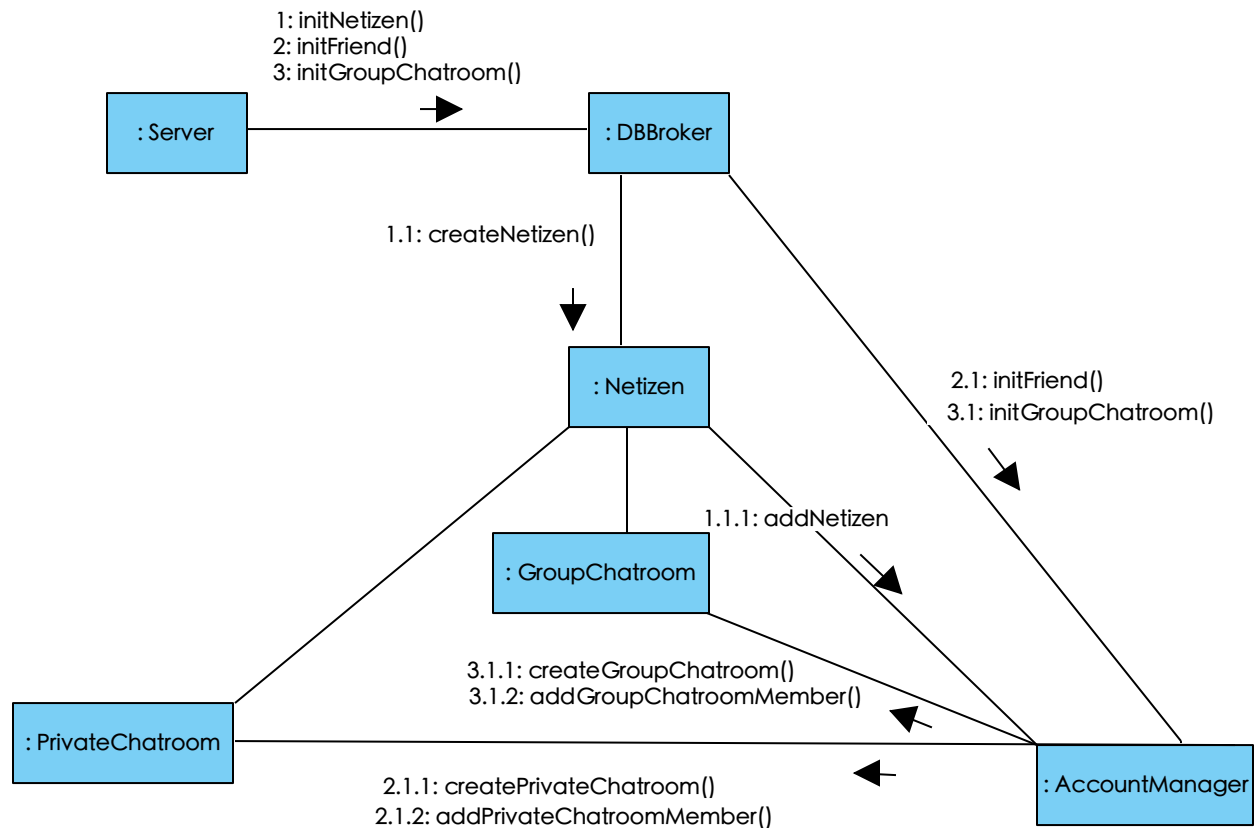 1: initNetizen()
2: initFriend()
3: initGroupChatroom()
: Server
: DBBroker
1.1: createNetizen()
: Netizen
2.1: initFriend()
3.1: initGroupChatroom()
1.1.1: addNetizen
: GroupChatroom
3.1.1: createGroupChatroom()
3.1.2: addGroupChatroomMember()
: PrivateChatroom
: AccountManager
2.1.1: createPrivateChatroom()
2.1.2: addPrivateChatroomMember()